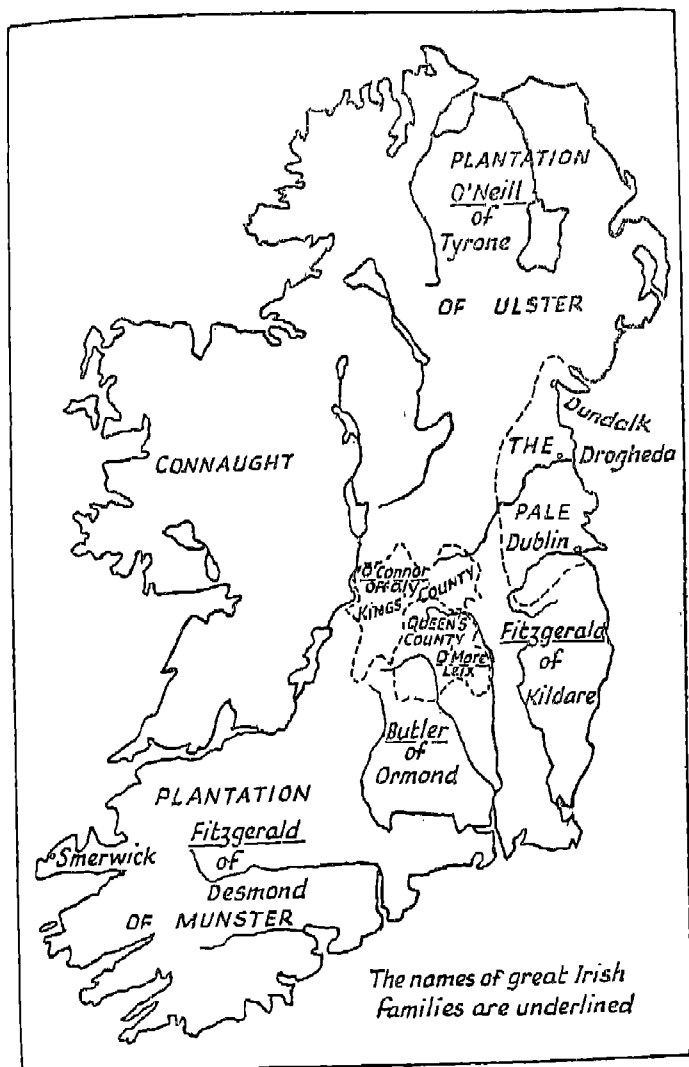 PLANTATION
O'Neill
of
Tyrone
OF ULSTER
Dundalk
THE
Drogheda
CONNAUGHT
PALE
Dublin
O'Connor
Offaly
KINGS COUNTY
QUEEN'S
COUNTY
O'More
Leix
Fitzgerald
of
Kildare
Butler
of
Ormond
PLANTATION
Fitzgerald
of
Desmond
Smerwick
OF MUNSTER
The names of great Irish
families are underlined